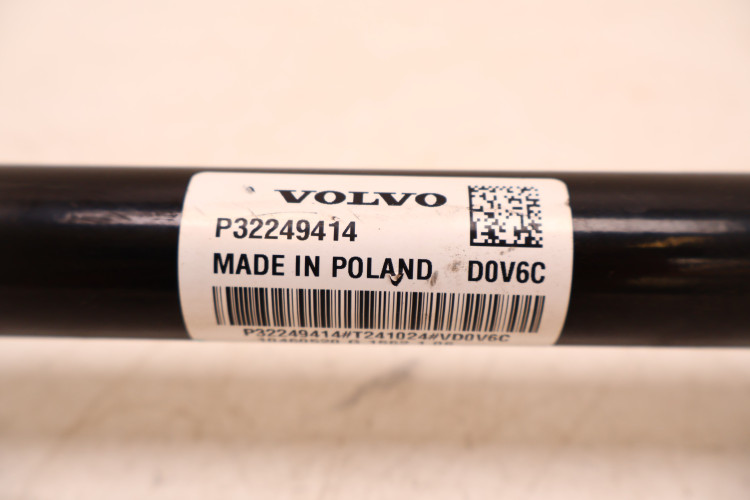 VOLVO
P32249414
MADE IN POLAND D0V6C
P32249414#T241024#VD0V6C